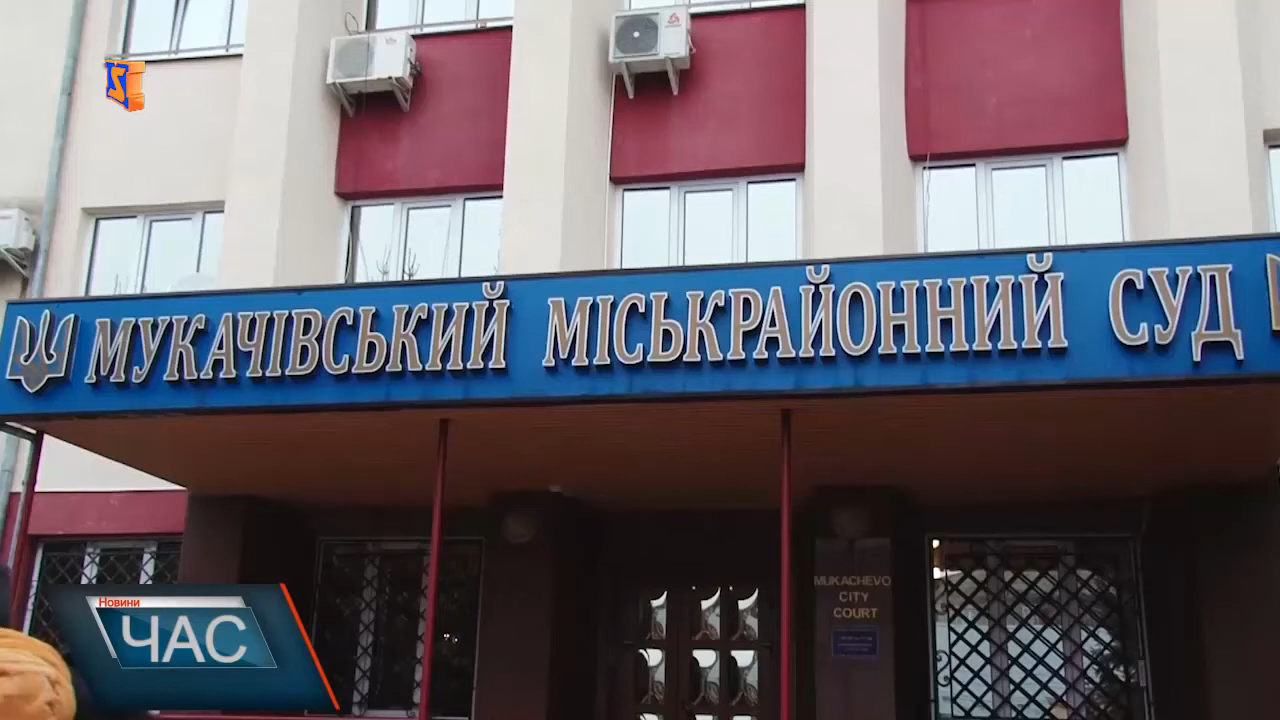 МУКАЧІВСЬКИЙ МІСЬКРАЙОННИЙ СУД
MUKACHEVO
CITY
COURT
Новини
ЧАС